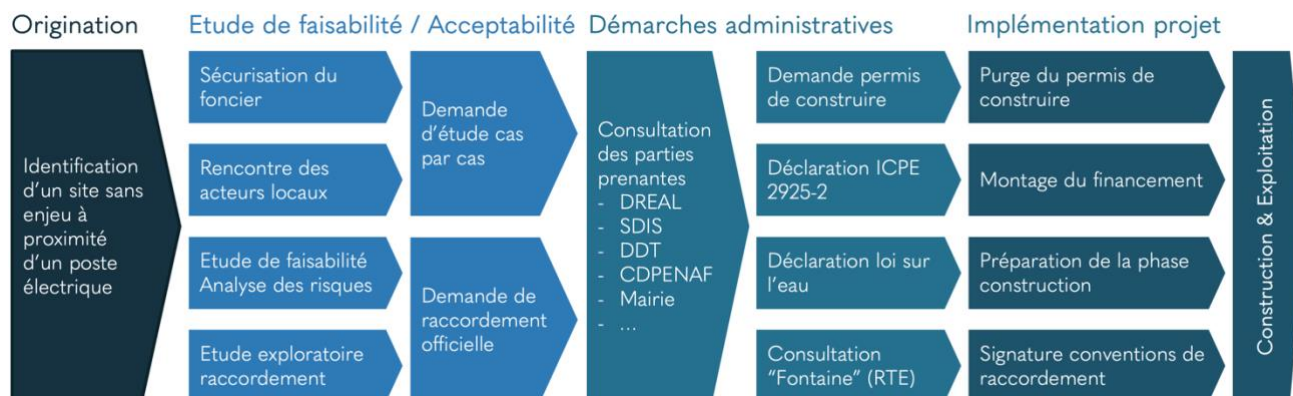 Origination
Identification
d'un site sans
enjeu à
proximité
d'un poste
électrique
Etude de faisabilité / Acceptabilité
Sécurisation du
foncier
Rencontre des
acteurs locaux
Etude de faisabilité
Analyse des risques
Etude exploratoire
raccordement
Demande
d'étude cas
par cas
Demande de
raccordement
officielle
Démarches administratives
Consultation
des parties
prenantes
- DREAL
- SDIS
- DDT
- CDPENAF
- Mairie
- ...
Demande permis
de construire
Déclaration ICPE
2925-2
Déclaration loi sur
l'eau
Consultation
"Fontaine" (RTE)
Implémentation projet
Purge du permis de
construire
Montage du financement
Préparation de la phase
construction
Signature conventions de
raccordement
Construction & Exploitation